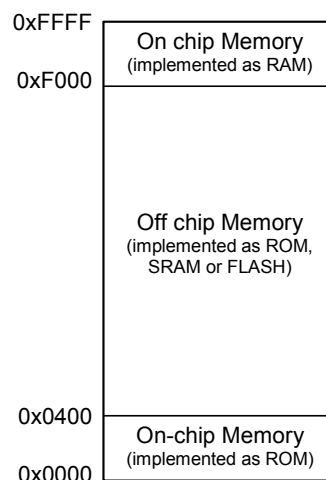 0xFFFF
On chip Memory
(implemented as RAM)
0xF000
Off chip Memory
(implemented as ROM,
SRAM or FLASH)
0x0400
On-chip Memory
(implemented as ROM)
0x0000